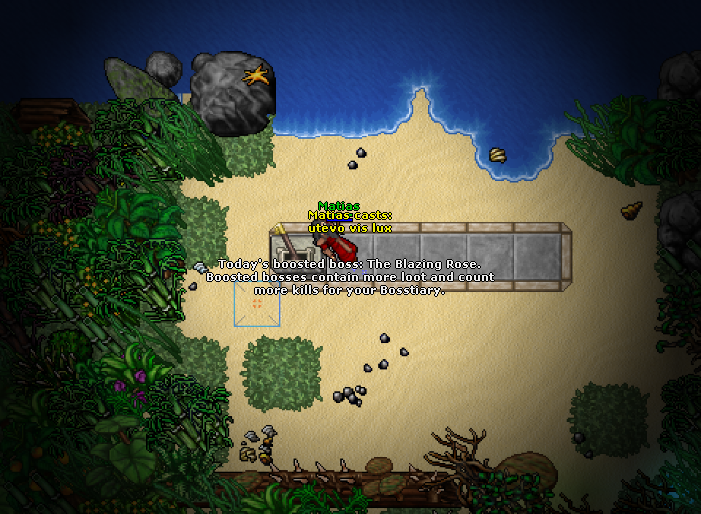 Matias
Matias casts:
utevo vis lux
Today's boosted boss: The Blazing Rose.
Boosted bosses contain more loot and count
more kills for your Bosstiary.